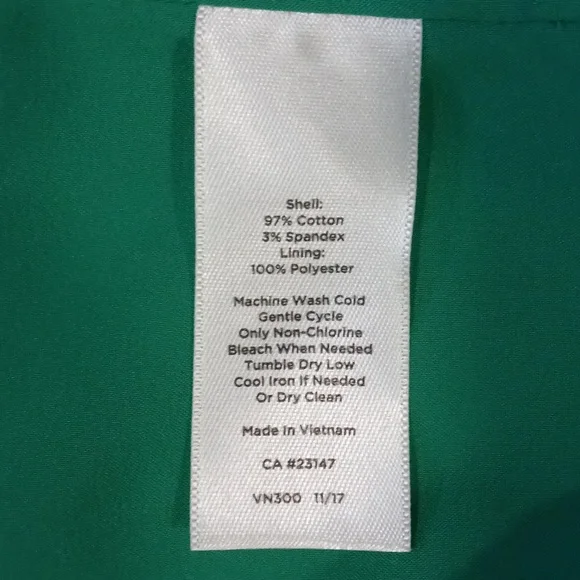 Shell:
97% Cotton
3% Spandex
Lining:
100% Polyester
Machine Wash Cold
Gentle Cycle
Only Non-Chlorine
Bleach When Needed
Tumble Dry Low
Cool Iron If Needed
Or Dry Clean
Made In Vietnam
CA #23147
VN300 11/17